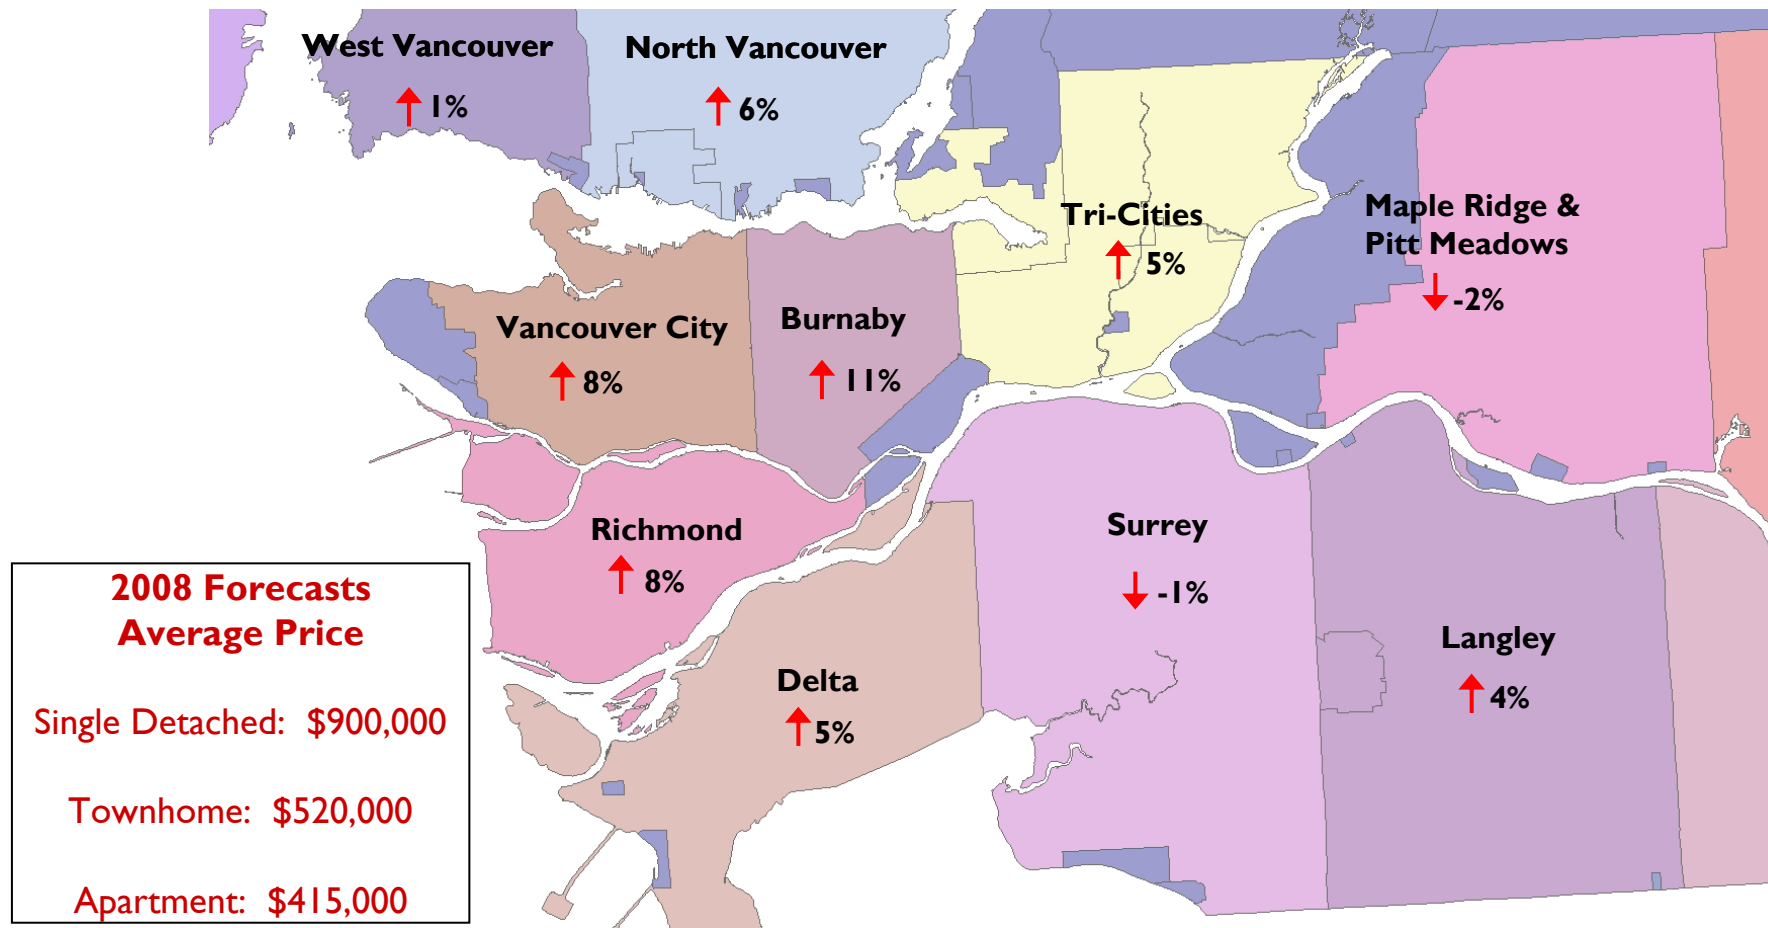 West Vancouver
1%
North Vancouver
6%
Tri-Cities
5%
Maple Ridge &
Pitt Meadows
-2%
Vancouver City
8%
Burnaby
11%
Richmond
8%
Surrey
-1%
Langley
4%
Delta
5%
2008 Forecasts
Average Price
Single Detached: $900,000
Townhome: $520,000
Apartment: $415,000